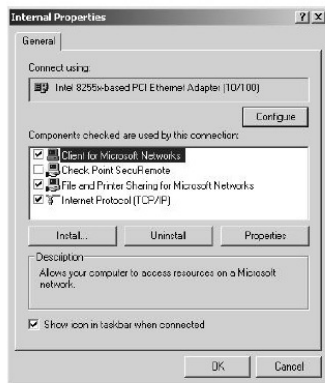 Internal Properties
General
Connect using:
Intel 8255x-based PCI Ethernet Adapter (10/100)
Configure
Components checked are used by this connection:
Client for Microsoft Networks
Check Point SecuRemote
File and Printer Sharing for Microsoft Networks
Internet Protocol (TCP/IP)
Install...
Uninstall
Properties
Description
Allows your computer to access resources on a Microsoft
network.
Show icon in taskbar when connected
OK
Cancel